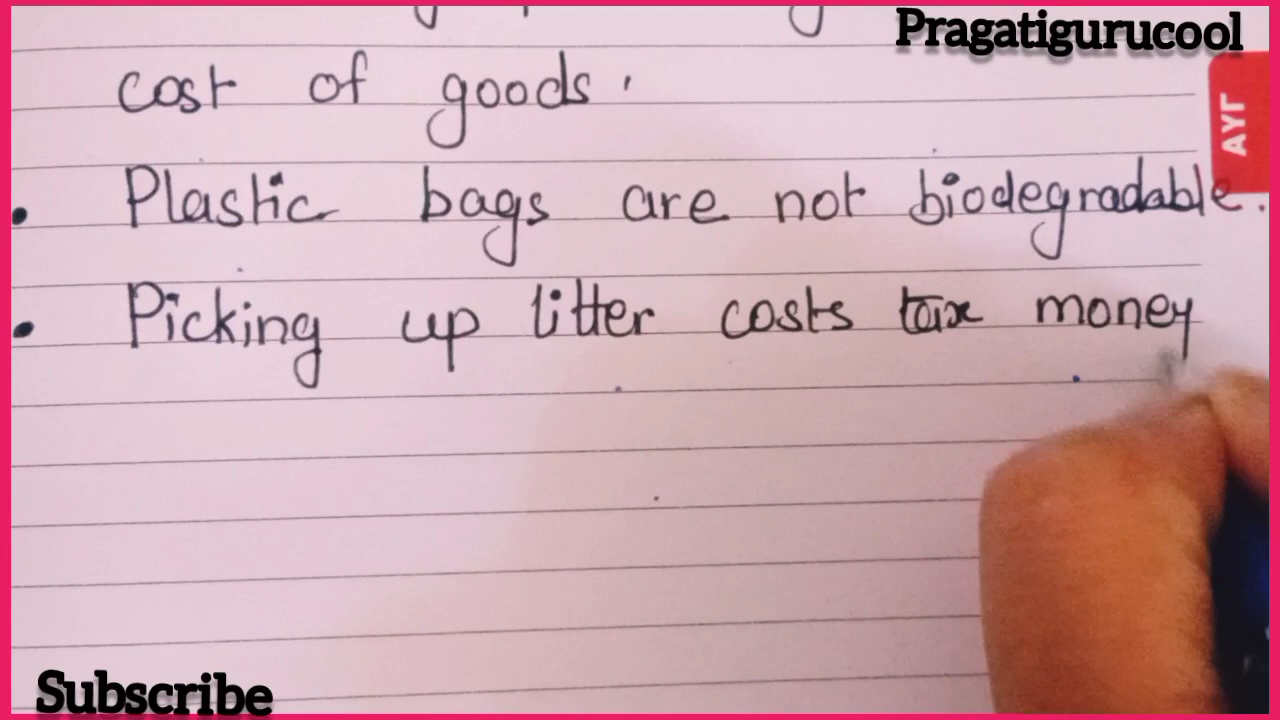 Pragatigurucool
cost of goods.
• Plastic bags are not biodegradable.
• Picking up litter costs tax money
Subscribe